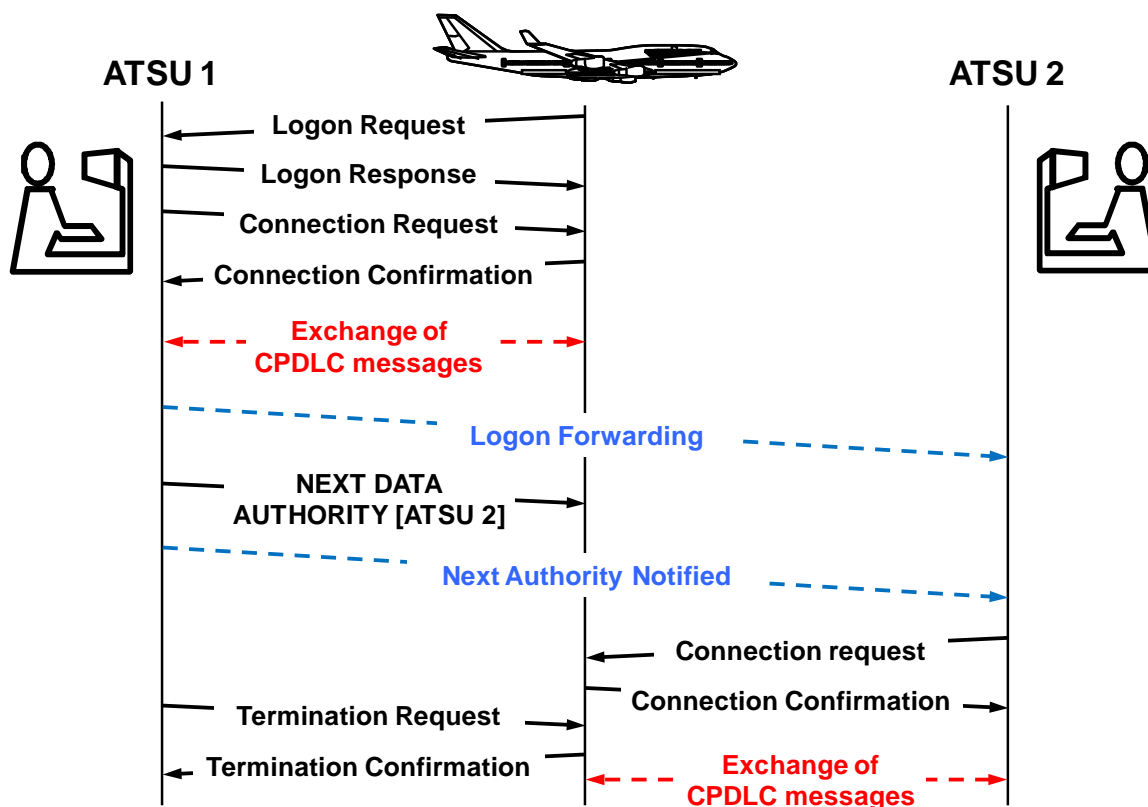 ATSU 1
ATSU 2
Logon Request
Logon Response
Connection Request
Connection Confirmation
Exchange of
CPDLC messages
Logon Forwarding
NEXT DATA
AUTHORITY [ATSU 2]
Next Authority Notified
Connection request
Connection Confirmation
Termination Request
Termination Confirmation
Exchange of
CPDLC messages